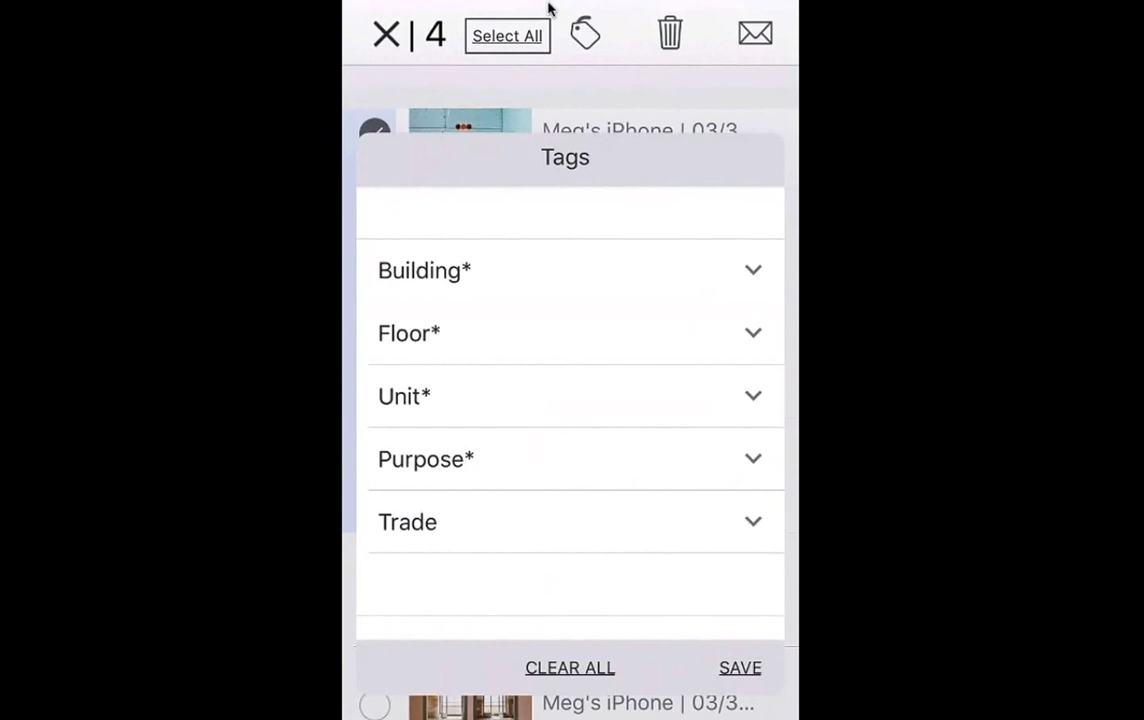 X | 4 Select All
Meg's iPhone | 03/3...
Tags
Building*
Floor*
Unit*
Purpose*
Trade
CLEAR ALL SAVE
Meg's iPhone | 03/3...